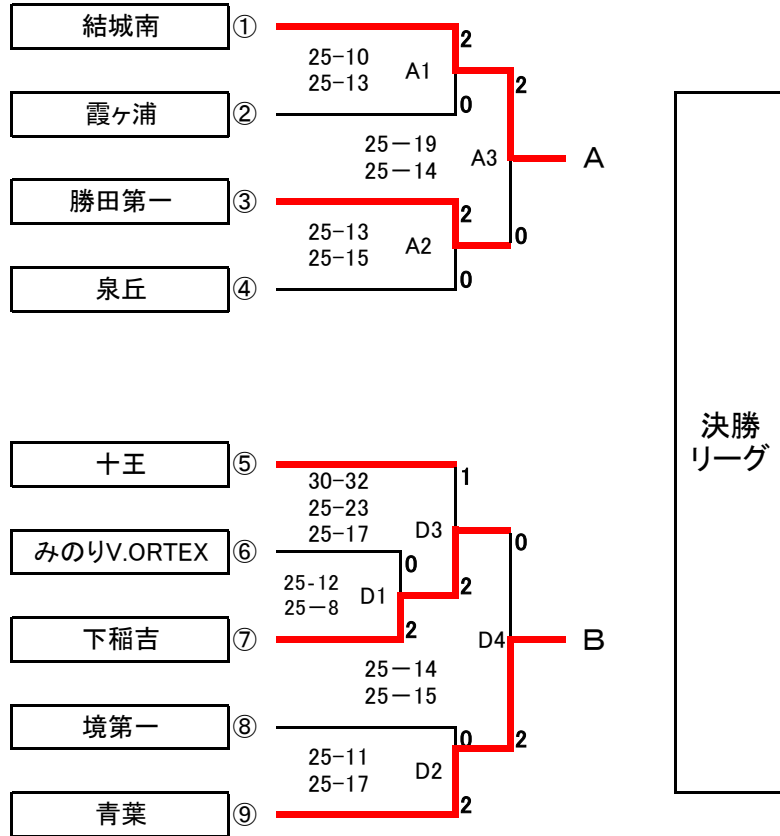 結城南 ①
2
25-10
25-13
A1
2
霞ヶ浦 ②
0
25－19
25－14
A3
A
勝田第一 ③
2
25-13
25-15
A2
0
泉丘 ④
0
決勝
リーグ
十王 ⑤
1
30-32
25-23
25-17
D3
みのりV.ORTEX ⑥
0
0
25-12
25－8
D1
2
下稲吉 ⑦
2
D4
B
25－14
25－15
境第一 ⑧
0
2
25-11
25-17
D2
青葉 ⑨
2